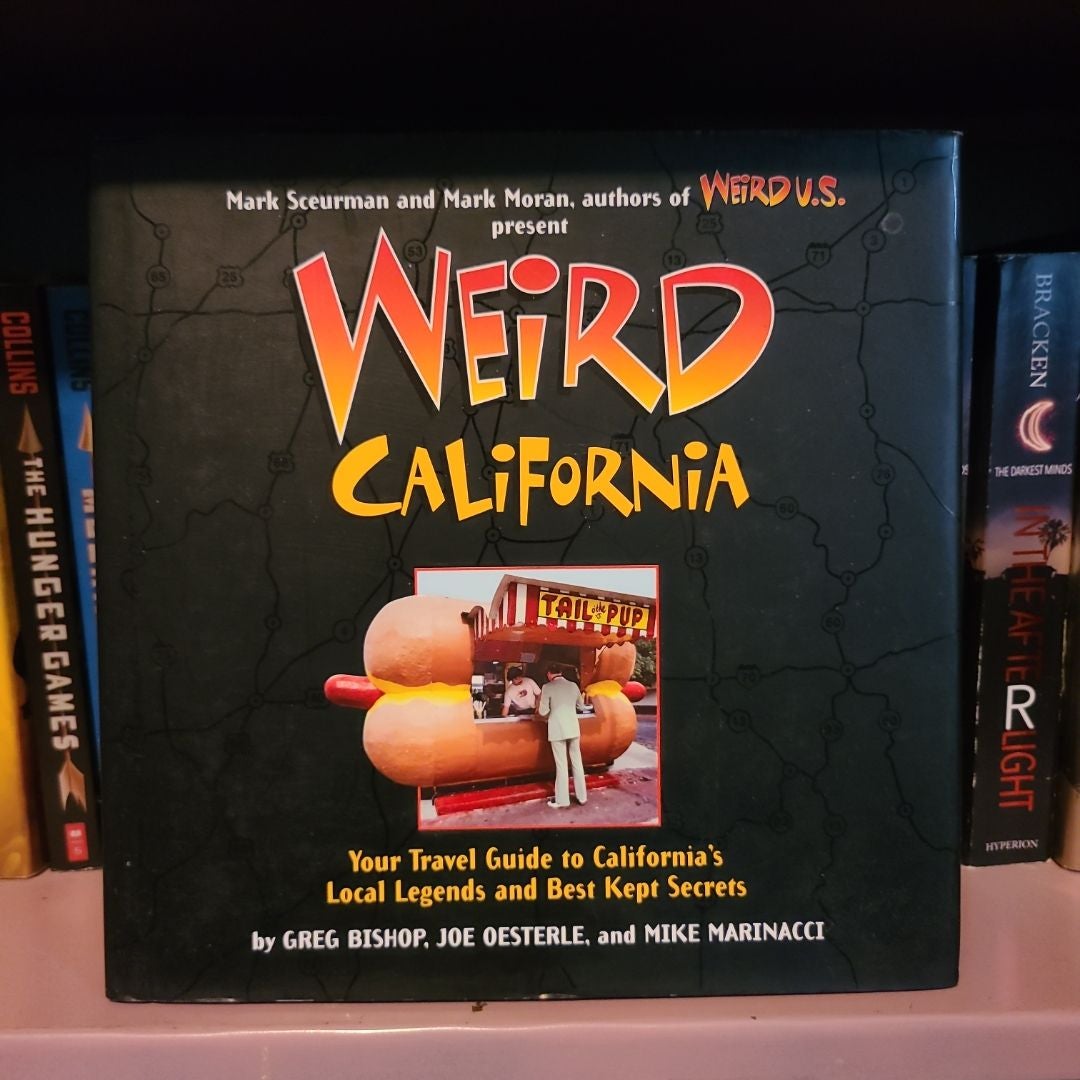 Mark Sceurman and Mark Moran, authors of WEiRD U.S.
present
WEiRD
CALiFORNiA
TAIL o' the PUP
Your Travel Guide to California's
Local Legends and Best Kept Secrets
by GREG BISHOP, JOE OESTERLE, and MIKE MARINACCI
COLLINS
THE HUNGER GAMES
COLLINS
BRACKEN
THE DARKEST MINDS
IN THE AFTERLIGHT
HYPERION